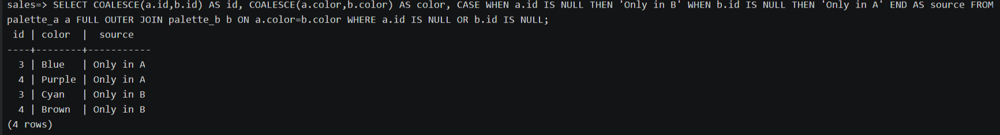 sales=> SELECT COALESCE(a.id,b.id) AS id, COALESCE(a.color,b.color) AS color, CASE WHEN a.id IS NULL THEN 'Only in B' WHEN b.id IS NULL THEN 'Only in A' END AS source FROM
palette_a a FULL OUTER JOIN palette_b b ON a.color=b.color WHERE a.id IS NULL OR b.id IS NULL;
 id | color  |  source
----+--------+-----------
  3 | Blue   | Only in A
  4 | Purple | Only in A
  3 | Cyan   | Only in B
  4 | Brown  | Only in B
(4 rows)